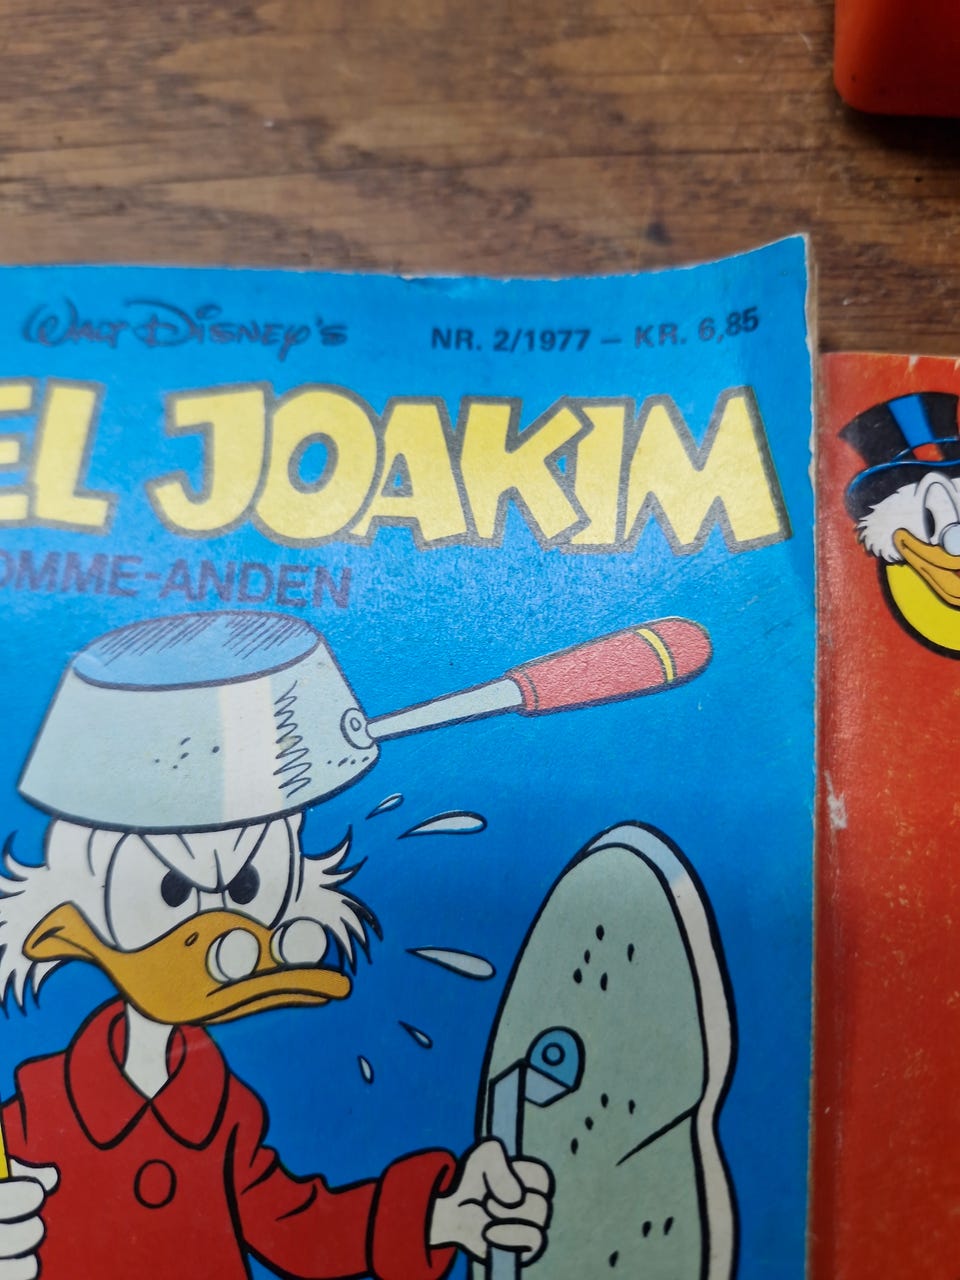 WALT DISNEY'S NR. 2/1977 – KR. 6,85
EL JOAKIM
OMME-ANDEN